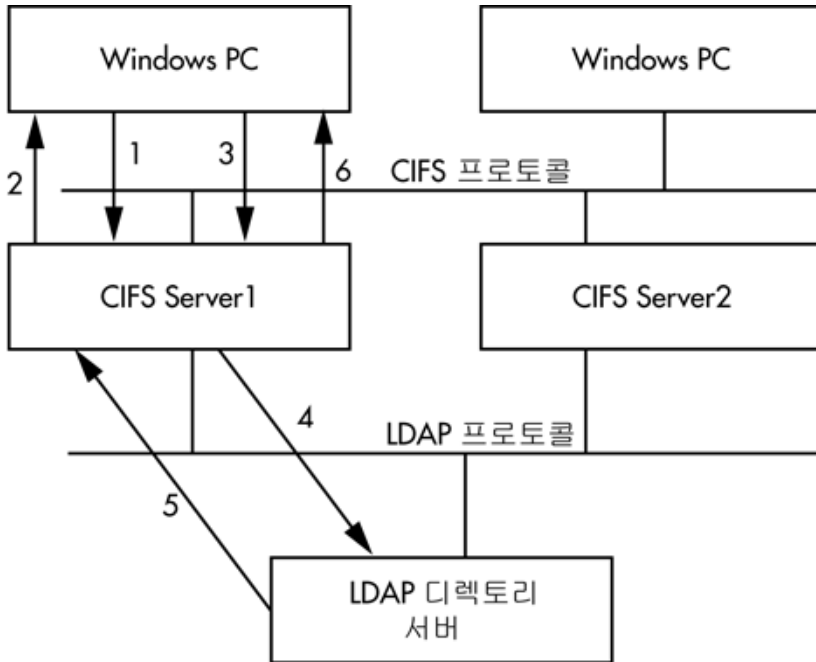 Windows PC
Windows PC
1
3
2
6
CIFS 프로토콜
CIFS Server1
CIFS Server2
4
LDAP 프로토콜
5
LDAP 디렉토리
서버